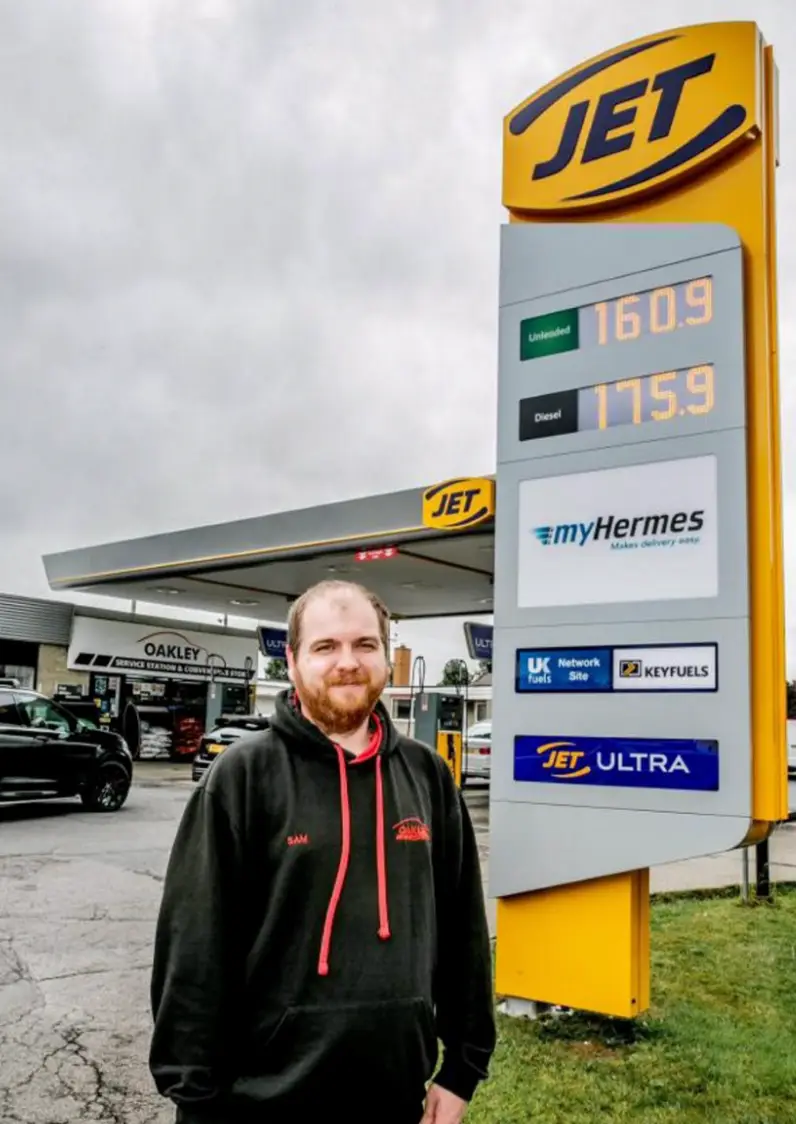 JET
Unleaded 160.9
Diesel 175.9
myHermes
Makes delivery easy
UK fuels Network Site
KEYFUELS
JET ULTRA
JET
OAKLEY
SERVICE STATION & CONVENIENCE STORE
SAM
OAKLEY